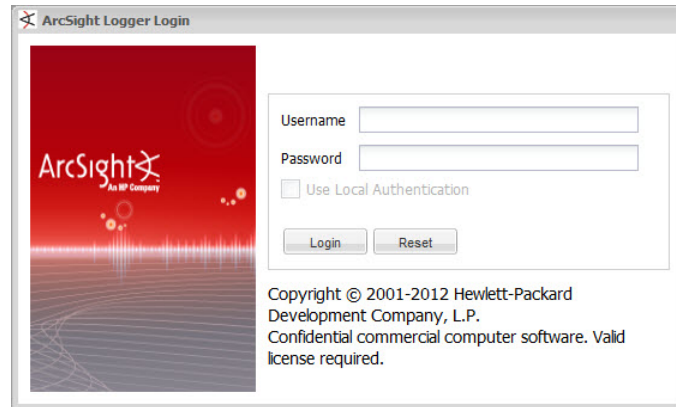 ArcSight Logger Login
ArcSight
An HP Company
Username
Password
Use Local Authentication
Login Reset
Copyright © 2001-2012 Hewlett-Packard
Development Company, L.P.
Confidential commercial computer software. Valid
license required.